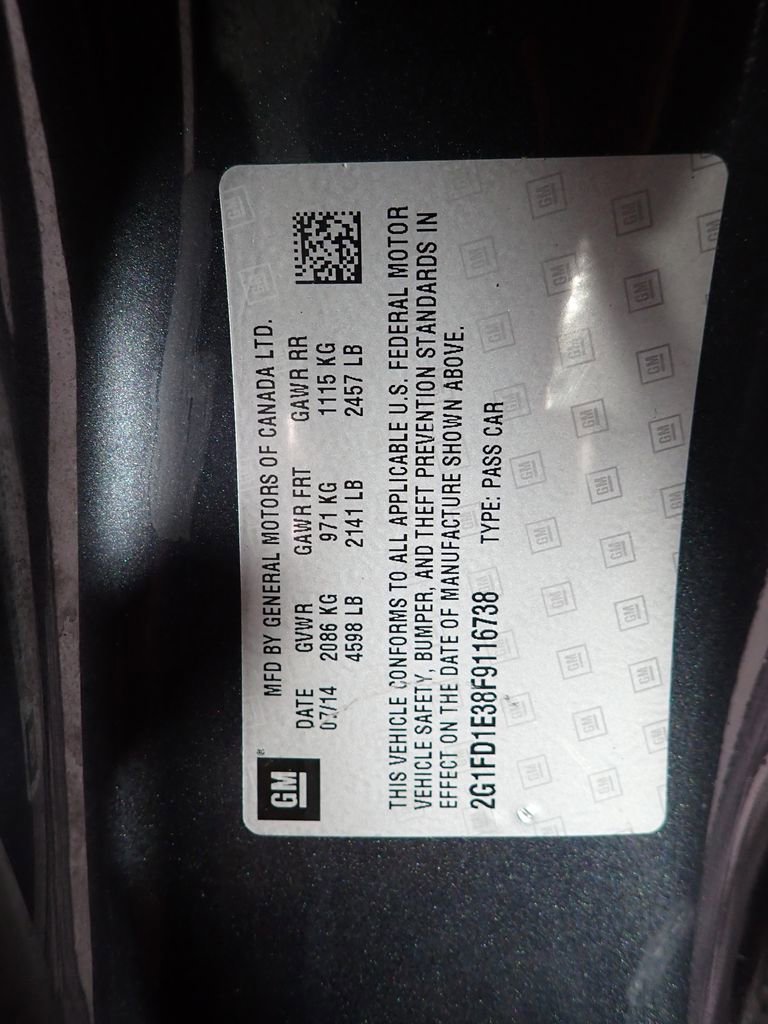 GM®
MFD BY GENERAL MOTORS OF CANADA LTD.
DATE GVWR GAWR FRT GAWR RR
07/14 2086 KG 971 KG 1115 KG
4598 LB 2141 LB 2457 LB
THIS VEHICLE CONFORMS TO ALL APPLICABLE U.S. FEDERAL MOTOR
VEHICLE SAFETY, BUMPER, AND THEFT PREVENTION STANDARDS IN
EFFECT ON THE DATE OF MANUFACTURE SHOWN ABOVE.
2G1FD1E38F9116738 TYPE: PASS CAR